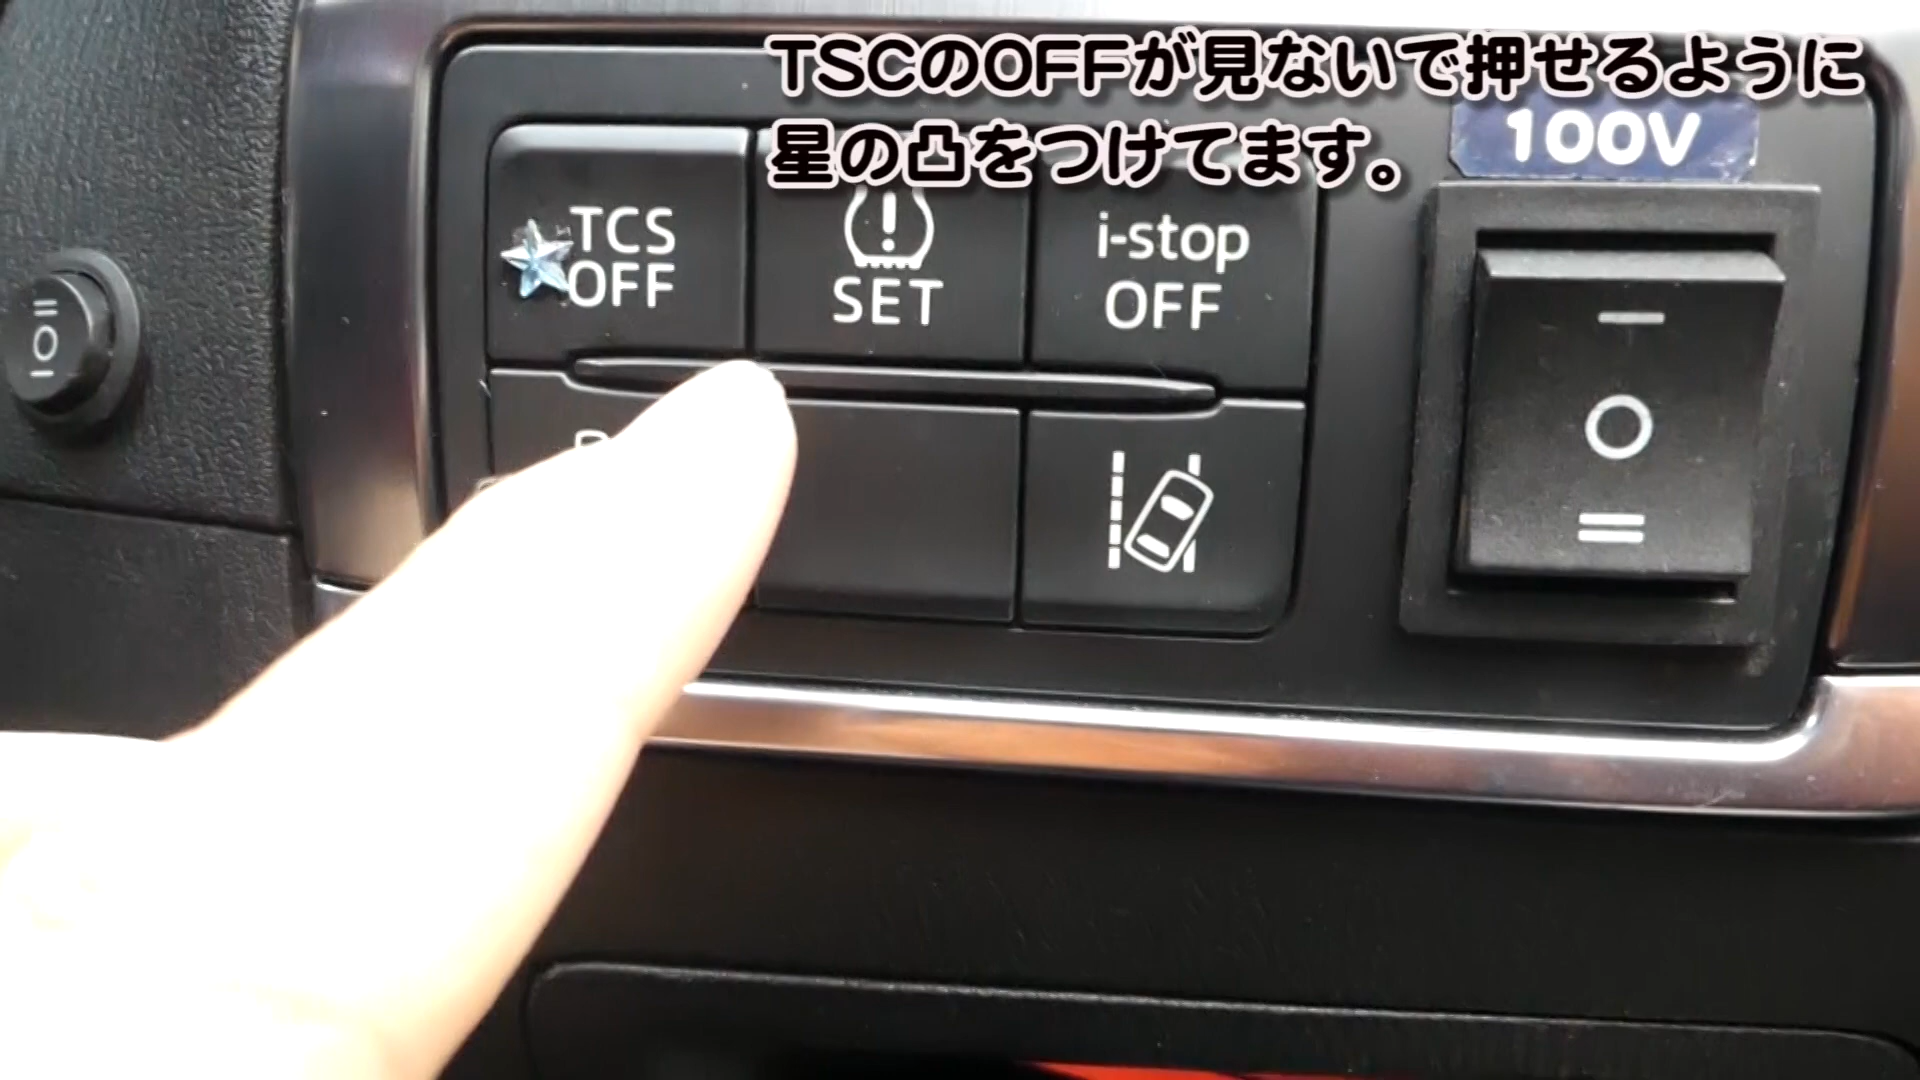 TSCのOFFが見ないで押せるように
星の凸をつけてます。
100V
TCS
OFF
SET
i-stop
OFF